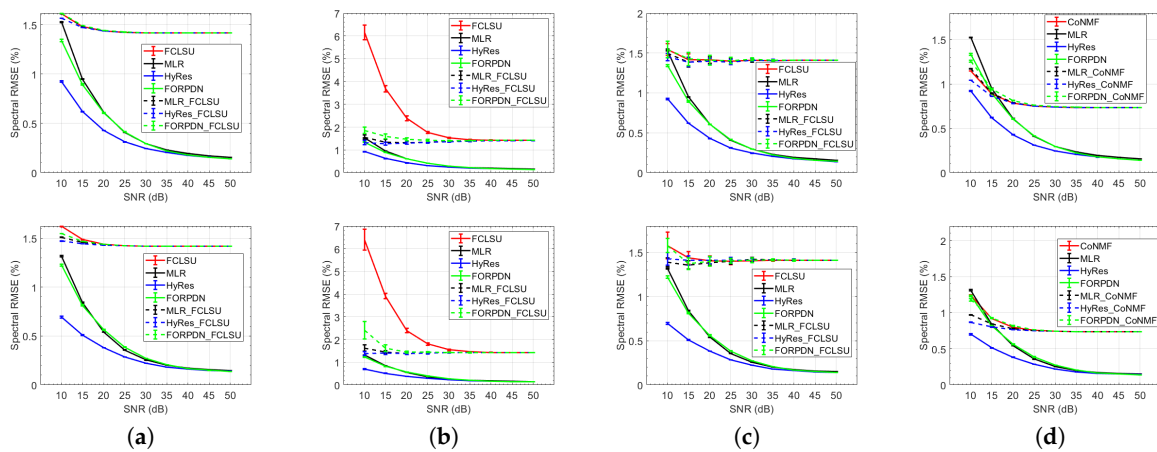 Spectral RMSE (%)
1.5
1
0.5
0
10 15 20 25 30 35 40 45 50
SNR (dB)
FCLSU
MLR
HyRes
FORPDN
MLR_FCLSU
HyRes_FCLSU
FORPDN_FCLSU
Spectral RMSE (%)
7
6
5
4
3
2
1
0
10 15 20 25 30 35 40 45 50
SNR (dB)
FCLSU
MLR
HyRes
FORPDN
MLR_FCLSU
HyRes_FCLSU
FORPDN_FCLSU
Spectral RMSE (%)
2
1.5
1
0.5
0
10 15 20 25 30 35 40 45 50
SNR (dB)
FCLSU
MLR
HyRes
FORPDN
MLR_FCLSU
HyRes_FCLSU
FORPDN_FCLSU
Spectral RMSE (%)
1.5
1
0.5
0
10 15 20 25 30 35 40 45 50
SNR (dB)
CoNMF
MLR
HyRes
FORPDN
MLR_CoNMF
HyRes_CoNMF
FORPDN_CoNMF
Spectral RMSE (%)
1.5
1
0.5
0
10 15 20 25 30 35 40 45 50
SNR (dB)
FCLSU
MLR
HyRes
FORPDN
MLR_FCLSU
HyRes_FCLSU
FORPDN_FCLSU
Spectral RMSE (%)
7
6
5
4
3
2
1
0
10 15 20 25 30 35 40 45 50
SNR (dB)
FCLSU
MLR
HyRes
FORPDN
MLR_FCLSU
HyRes_FCLSU
FORPDN_FCLSU
Spectral RMSE (%)
1.5
1
0.5
0
10 15 20 25 30 35 40 45 50
SNR (dB)
FCLSU
MLR
HyRes
FORPDN
MLR_FCLSU
HyRes_FCLSU
FORPDN_FCLSU
Spectral RMSE (%)
2
1.5
1
0.5
0
10 15 20 25 30 35 40 45 50
SNR (dB)
CoNMF
MLR
HyRes
FORPDN
MLR_CoNMF
HyRes_CoNMF
FORPDN_CoNMF
(a) (b) (c) (d)